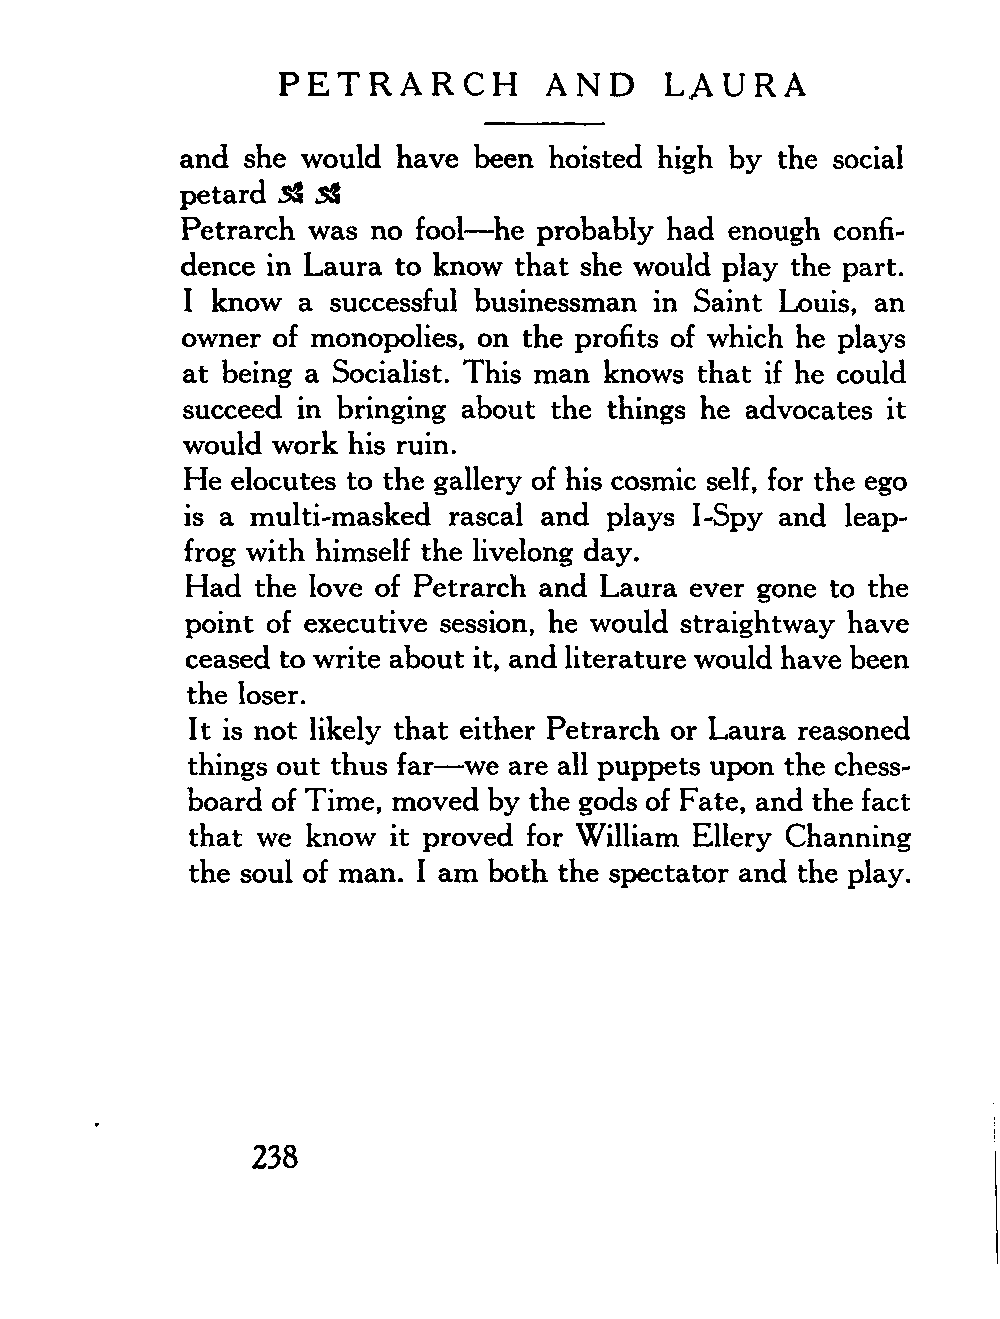 PETRARCH AND LAURA
and she would have been hoisted high by the social
petard
Petrarch was no fool—he probably had enough confi-
dence in Laura to know that she would play the part.
I know a successful businessman in Saint Louis, an
owner of monopolies, on the profits of which he plays
at being a Socialist. This man knows that if he could
succeed in bringing about the things he advocates it
would work his ruin.
He elocutes to the gallery of his cosmic self, for the ego
is a multi-masked rascal and plays I-Spy and leap-
frog with himself the livelong day.
Had the love of Petrarch and Laura ever gone to the
point of executive session, he would straightway have
ceased to write about it, and literature would have been
the loser.
It is not likely that either Petrarch or Laura reasoned
things out thus far—we are all puppets upon the chess-
board of Time, moved by the gods of Fate, and the fact
that we know it proved for William Ellery Channing
the soul of man. I am both the spectator and the play.
238